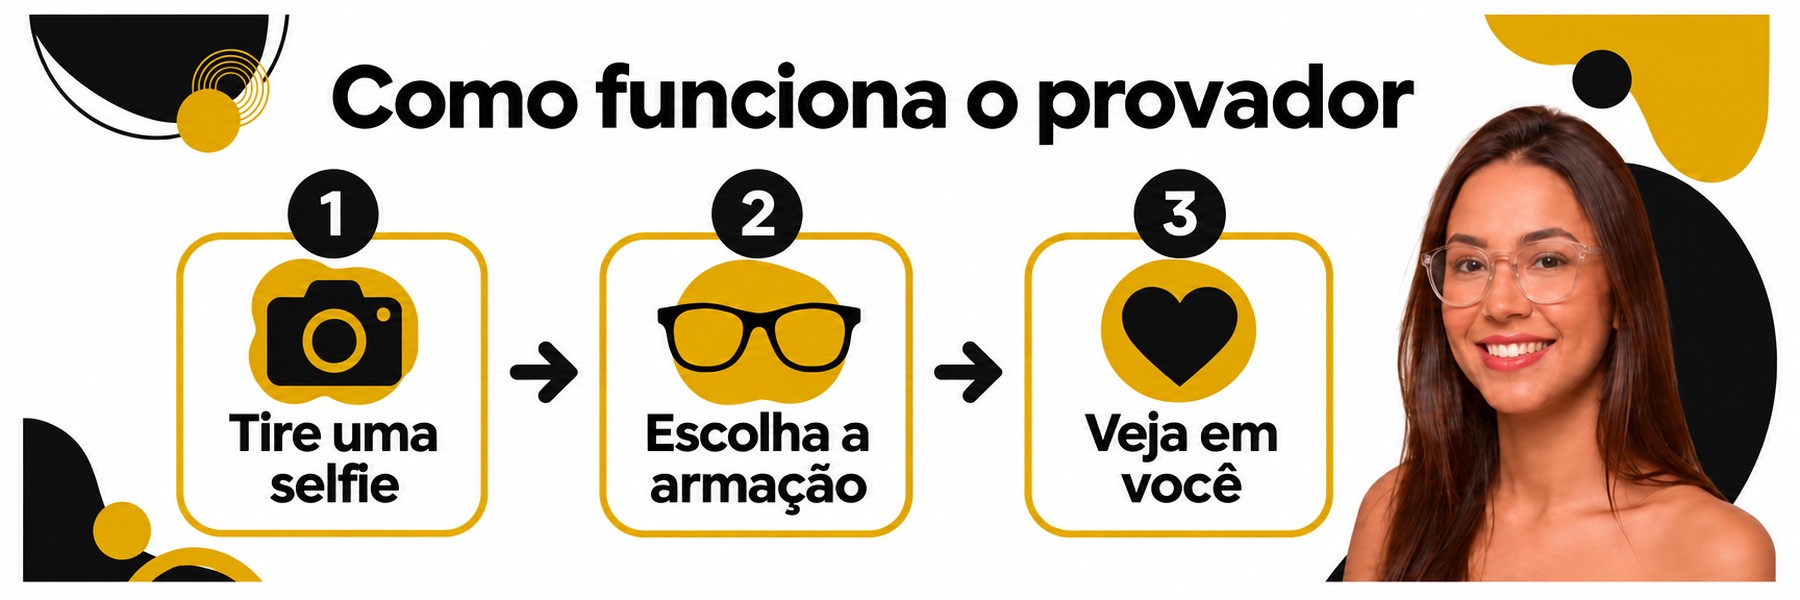 Como funciona o provador
1
Tire uma
selfie
2
Escolha a
armação
3
Veja em
você